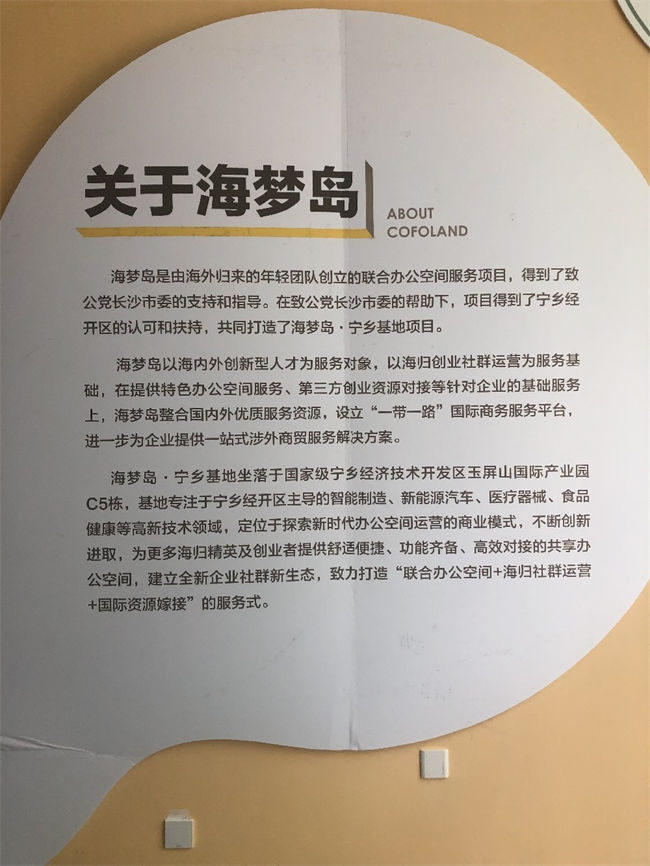 关于海梦岛
ABOUT
COFOLAND
海梦岛是由海外归来的年轻团队创立的联合办公空间服务项目，得到了致
公党长沙市委的支持和指导。在致公党长沙市委的帮助下，项目得到了宁乡经
开区的认可和扶持，共同打造了海梦岛·宁乡基地项目。
海梦岛以海内外创新型人才为服务对象，以海归创业社群运营为服务基
础，在提供特色办公空间服务、第三方创业资源对接等针对企业的基础服务
上，海梦岛整合国内外优质服务资源，设立“一带一路”国际商务服务平台，
进一步为企业提供一站式涉外商贸服务解决方案。
海梦岛·宁乡基地坐落于国家级宁乡经济技术开发区玉屏山国际产业园
C5栋，基地专注于宁乡经开区主导的智能制造、新能源汽车、医疗器械、食品
健康等高新技术领域，定位于探索新时代办公空间运营的商业模式，不断创新
进取，为更多海归精英及创业者提供舒适便捷、功能齐备、高效对接的共享办
公空间，建立全新企业社群新生态，致力打造“联合办公空间+海归社群运营
+国际资源嫁接”的服务式。